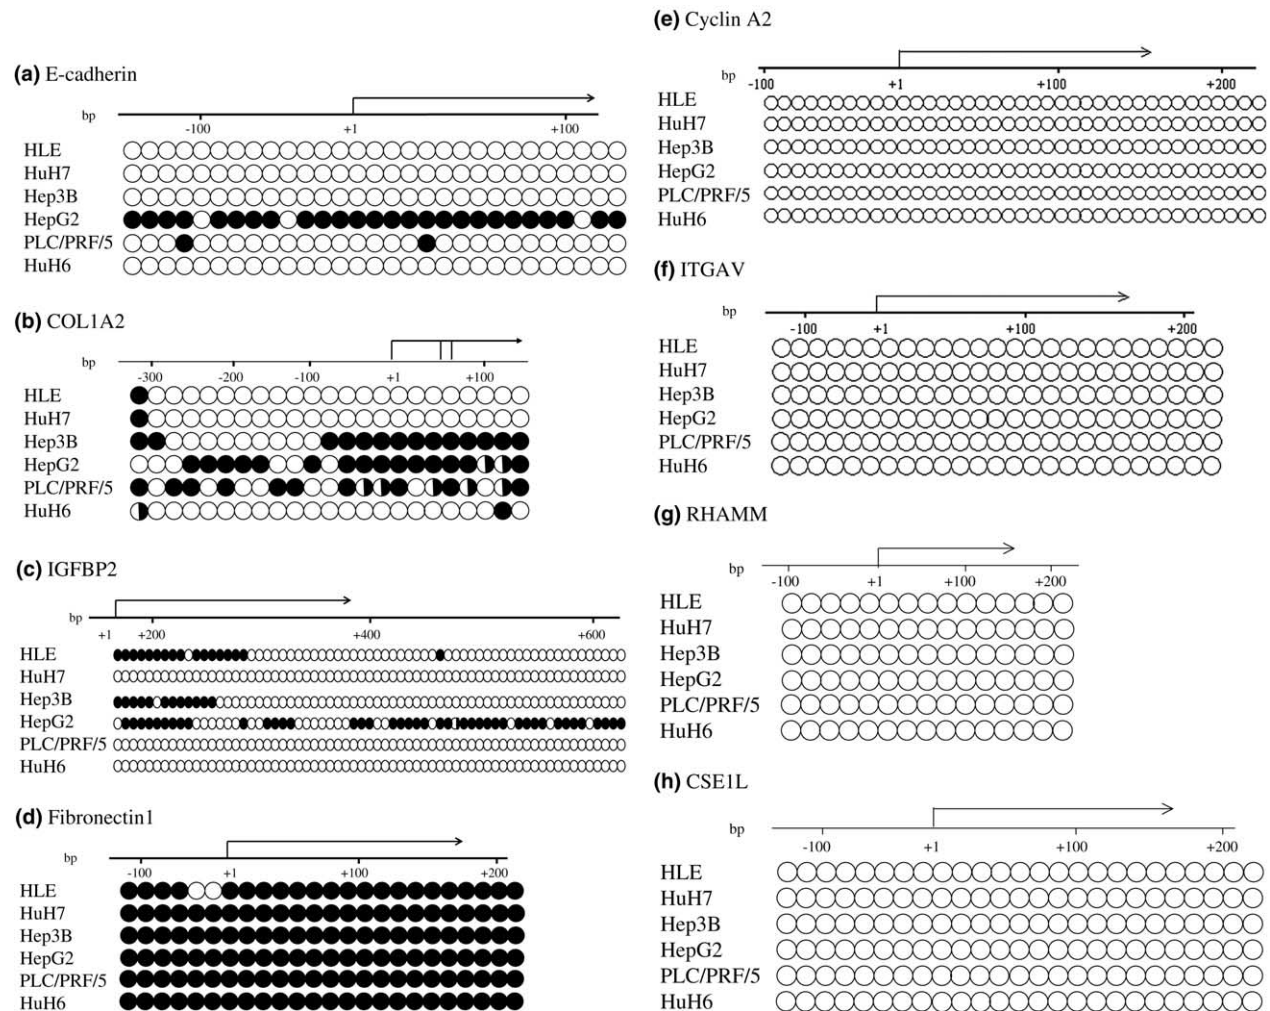 (a) E-cadherin
bp
-100 +1 +100
HLE
HuH7
Hep3B
HepG2
PLC/PRF/5
HuH6
(b) COL1A2
bp
-300 -200 -100 +1 +100
HLE
HuH7
Hep3B
HepG2
PLC/PRF/5
HuH6
(c) IGFBP2
bp
+1 +200 +400 +600
HLE
HuH7
Hep3B
HepG2
PLC/PRF/5
HuH6
(d) Fibronectin1
bp
-100 +1 +100 +200
HLE
HuH7
Hep3B
HepG2
PLC/PRF/5
HuH6
(e) Cyclin A2
bp
-100 +1 +100 +200
HLE
HuH7
Hep3B
HepG2
PLC/PRF/5
HuH6
(f) ITGAV
bp
-100 +1 +100 +200
HLE
HuH7
Hep3B
HepG2
PLC/PRF/5
HuH6
(g) RHAMM
bp
-100 +1 +100 +200
HLE
HuH7
Hep3B
HepG2
PLC/PRF/5
HuH6
(h) CSE1L
bp
-100 +1 +100 +200
HLE
HuH7
Hep3B
HepG2
PLC/PRF/5
HuH6